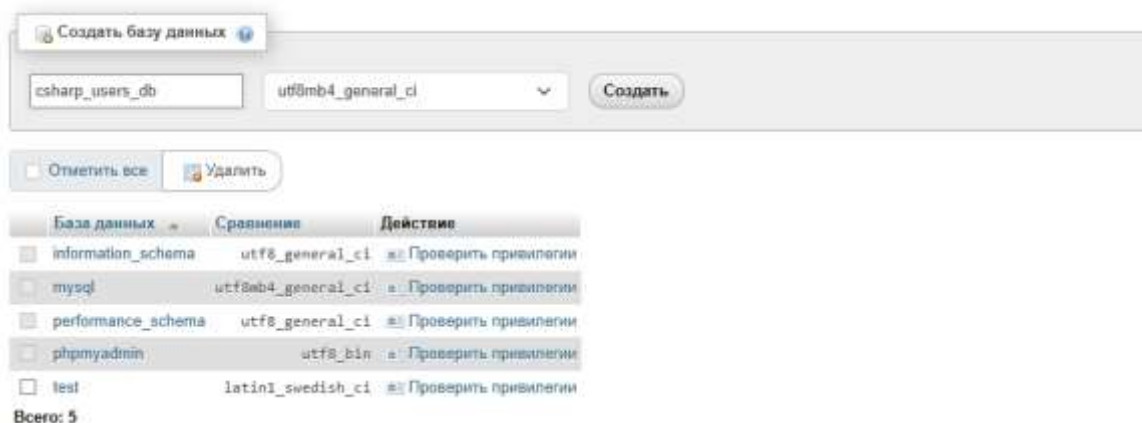 Создать базу данных
csharp_users_db utf8mb4_general_ci Создать
Отметить все Удалить
База данных Сравнение Действие
information_schema utf8_general_ci Проверить привилегии
mysql utf8mb4_general_ci Проверить привилегии
performance_schema utf8_general_ci Проверить привилегии
phpmyadmin utf8_bin Проверить привилегии
test latin1_swedish_ci Проверить привилегии
Всего: 5